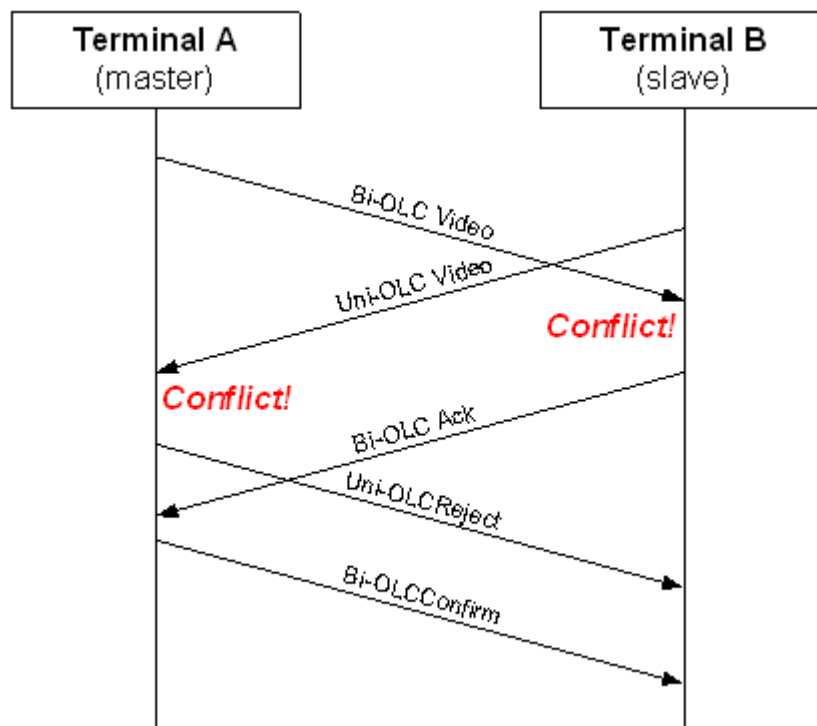 Terminal A
(master)
Terminal B
(slave)
Bi-OLC Video
Uni-OLC Video
Conflict!
Conflict!
Bi-OLC Ack
Uni-OLCReject
Bi-OLCConfirm